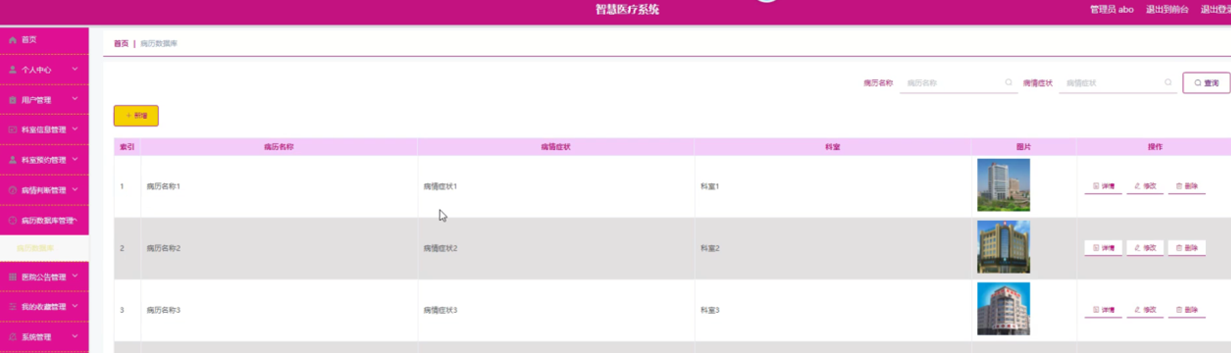 智慧医疗系统
管理员 abo 退出到前台 退出登录
首页
个人中心
用户管理
科室信息管理
科室预约管理
病情判断管理
病历数据库管理
病历数据库
医院公告管理
我的收藏管理
系统管理
首页 | 病历数据库
病历名称 病历名称 病情症状 病情症状 查询
+ 新增
索引 病历名称 病情症状 科室 图片 操作
1 病历名称1 病情症状1 科室1 详情 修改 删除
2 病历名称2 病情症状2 科室2 详情 修改 删除
3 病历名称3 病情症状3 科室3 详情 修改 删除